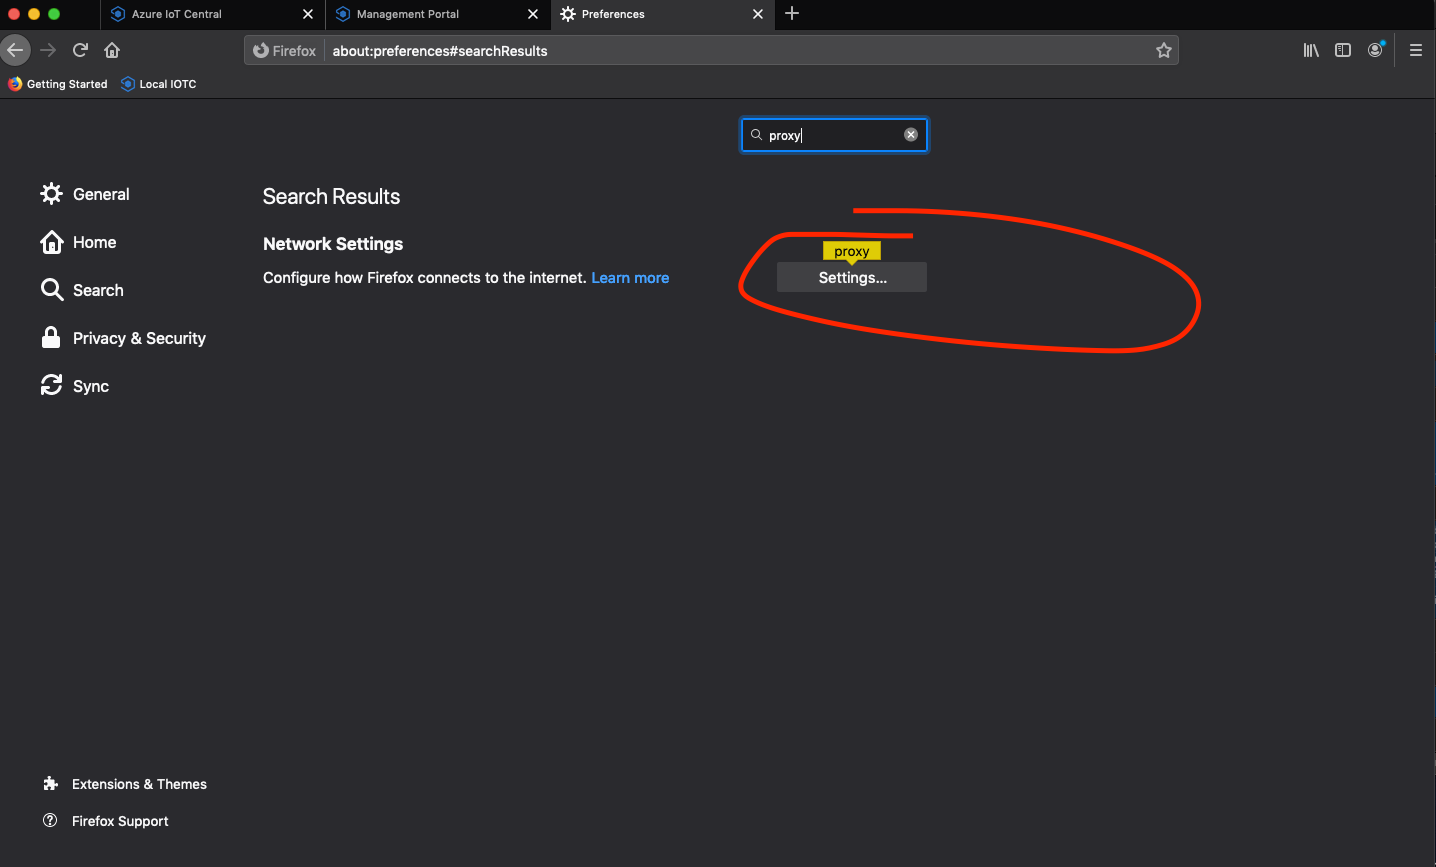 Azure IoT Central
Management Portal
Preferences
Firefox
about:preferences#searchResults
Getting Started
Local IOTC
proxy
General
Home
Search
Privacy & Security
Sync
Search Results
Network Settings
Configure how Firefox connects to the internet. Learn more
proxy
Settings...
Extensions & Themes
Firefox Support